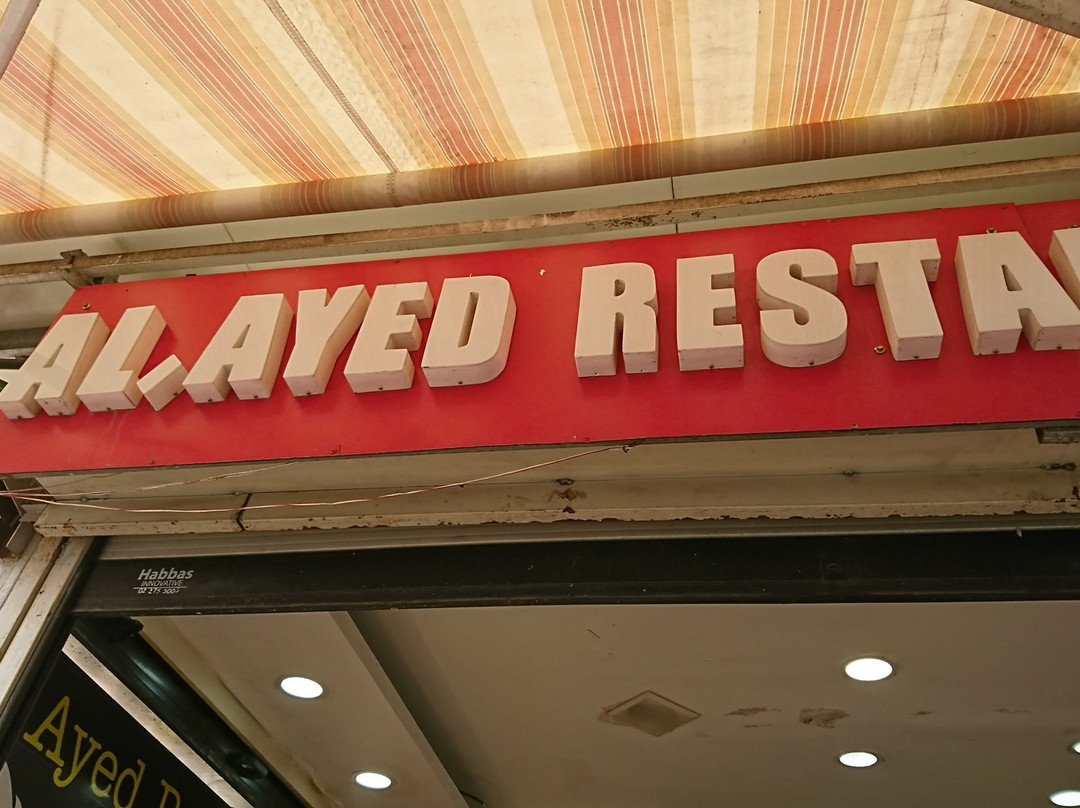 AL-AYED RESTA
Habbas
INNOVATIVE
Ayed